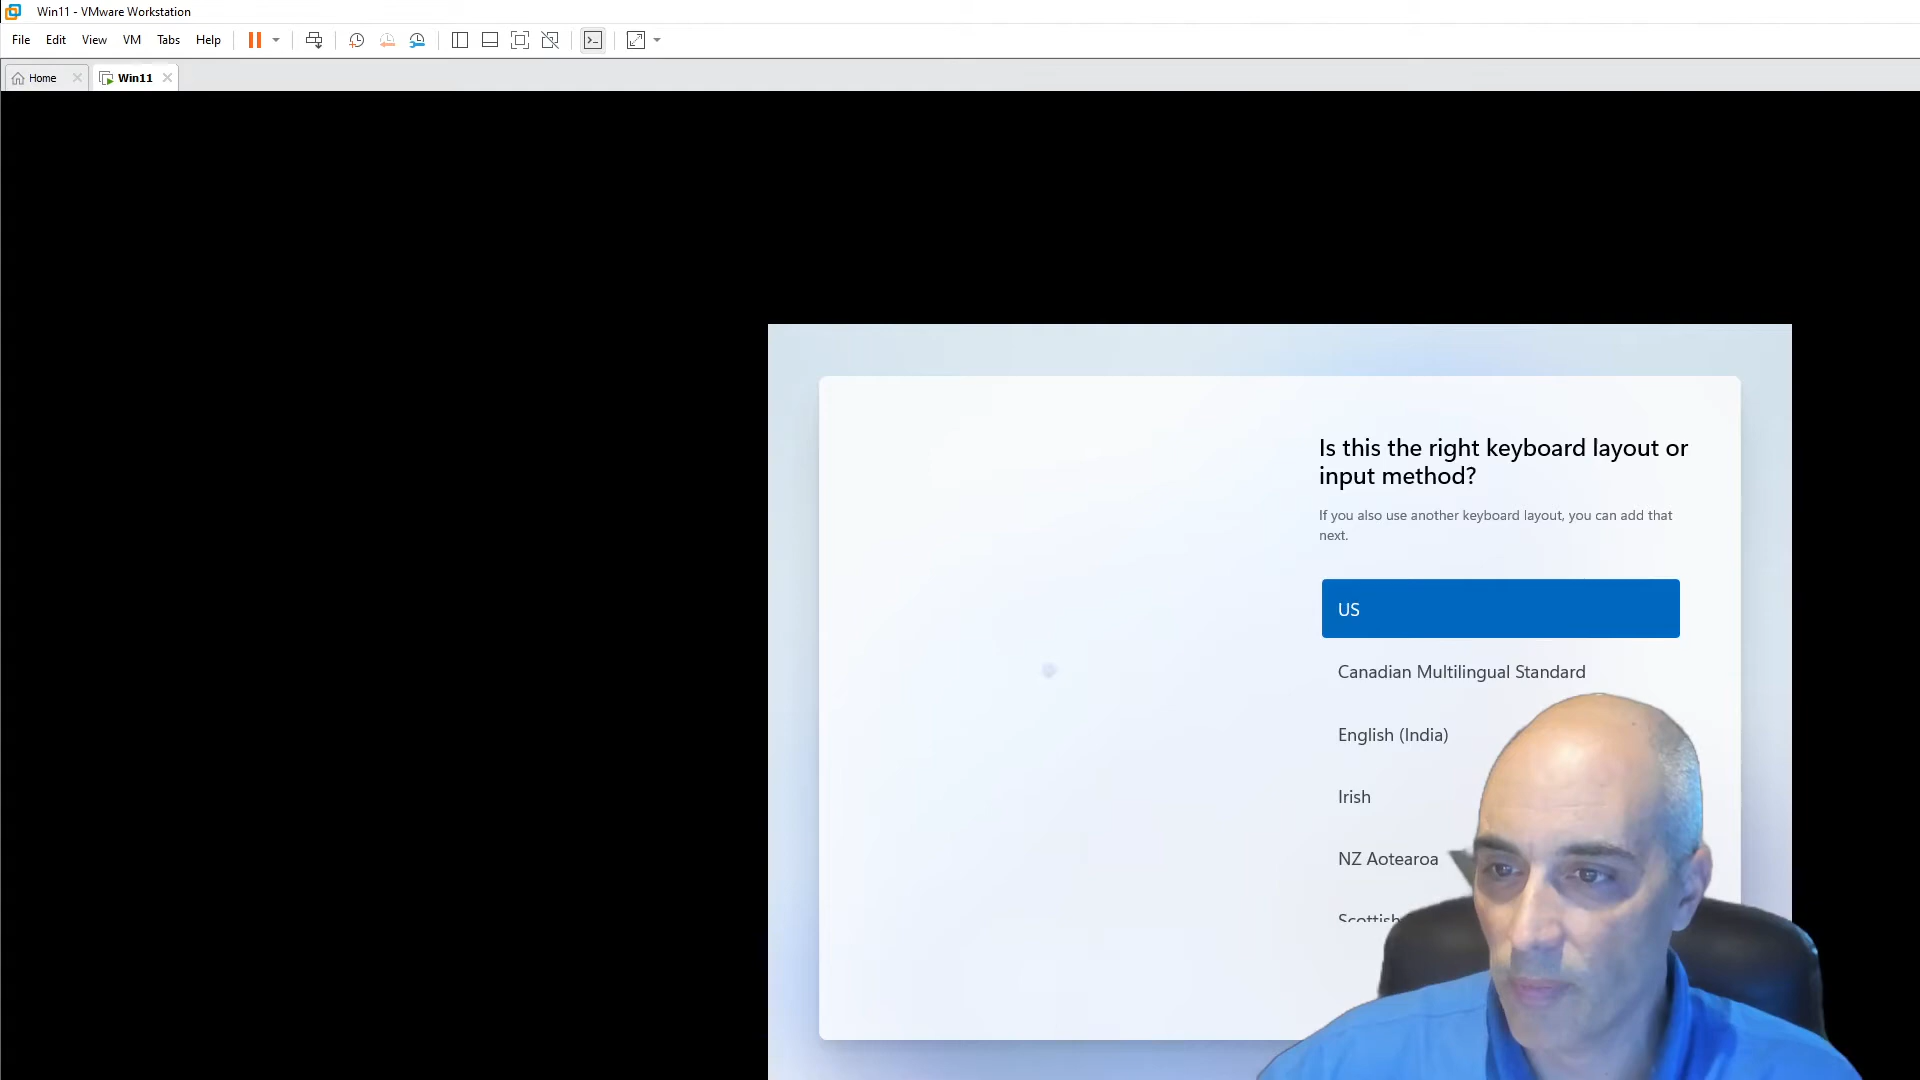 Win11 - VMware Workstation
File Edit View VM Tabs Help
Home Win11
Is this the right keyboard layout or
input method?
If you also use another keyboard layout, you can add that
next.
US
Canadian Multilingual Standard
English (India)
Irish
NZ Aotearoa